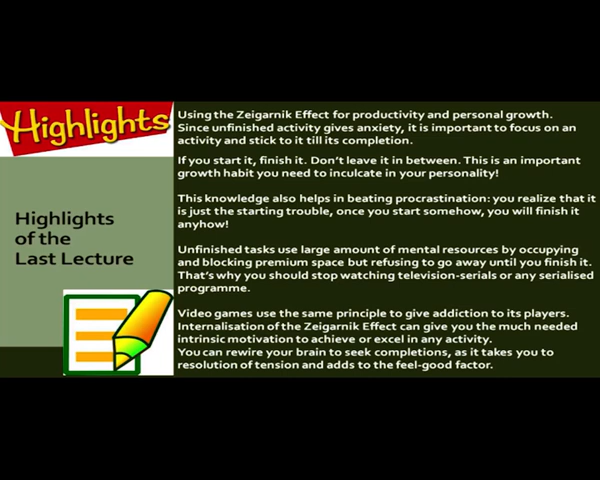 Highlights
Highlights
of the
Last Lecture
Using the Zeigarnik Effect for productivity and personal growth.
Since unfinished activity gives anxiety, it is important to focus on an
activity and stick to it till its completion.
If you start it, finish it. Don't leave it in between. This is an important
growth habit you need to inculcate in your personality!
This knowledge also helps in beating procrastination: you realize that it
is just the starting trouble, once you start somehow, you will finish it
anyhow!
Unfinished tasks use large amount of mental resources by occupying
and blocking premium space but refusing to go away until you finish it.
That's why you should stop watching television-serials or any serialised
programme.
Video games use the same principle to give addiction to its players.
Internalisation of the Zeigarnik Effect can give you the much needed
intrinsic motivation to achieve or excel in any activity.
You can rewire your brain to seek completions, as it takes you to
resolution of tension and adds to the feel-good factor.